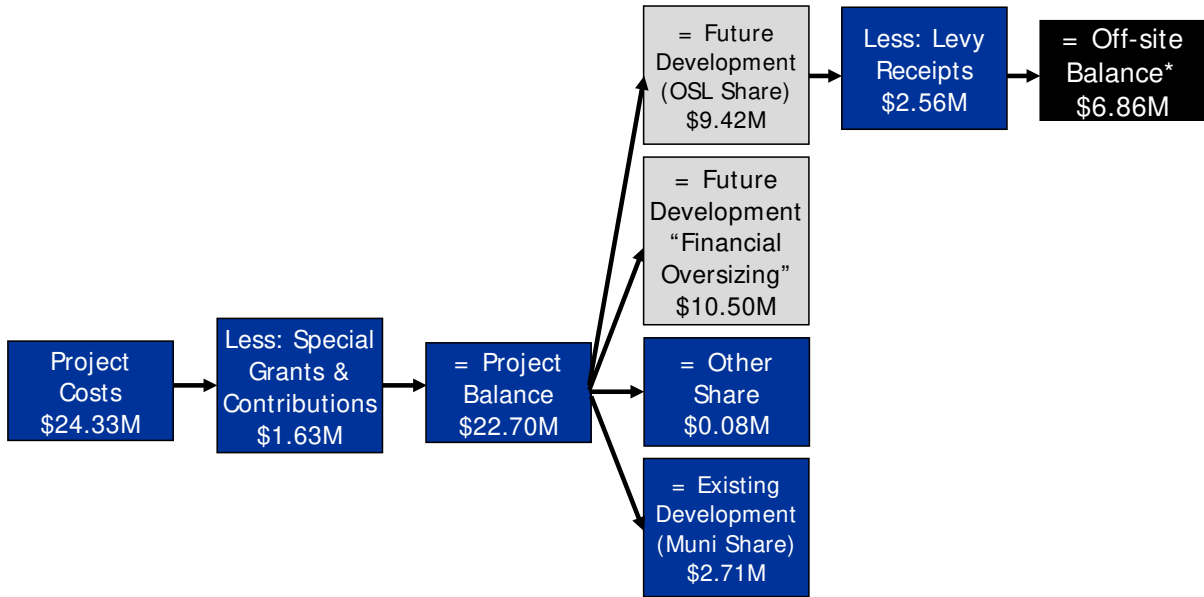 Project
Costs
$24.33M
Less: Special
Grants &
Contributions
$1.63M
= Project
Balance
$22.70M
= Future
Development
(OSL Share)
$9.42M
Less: Levy
Receipts
$2.56M
= Off-site
Balance*
$6.86M
= Future
Development
“Financial
Oversizing”
$10.50M
= Other
Share
$0.08M
= Existing
Development
(Muni Share)
$2.71M